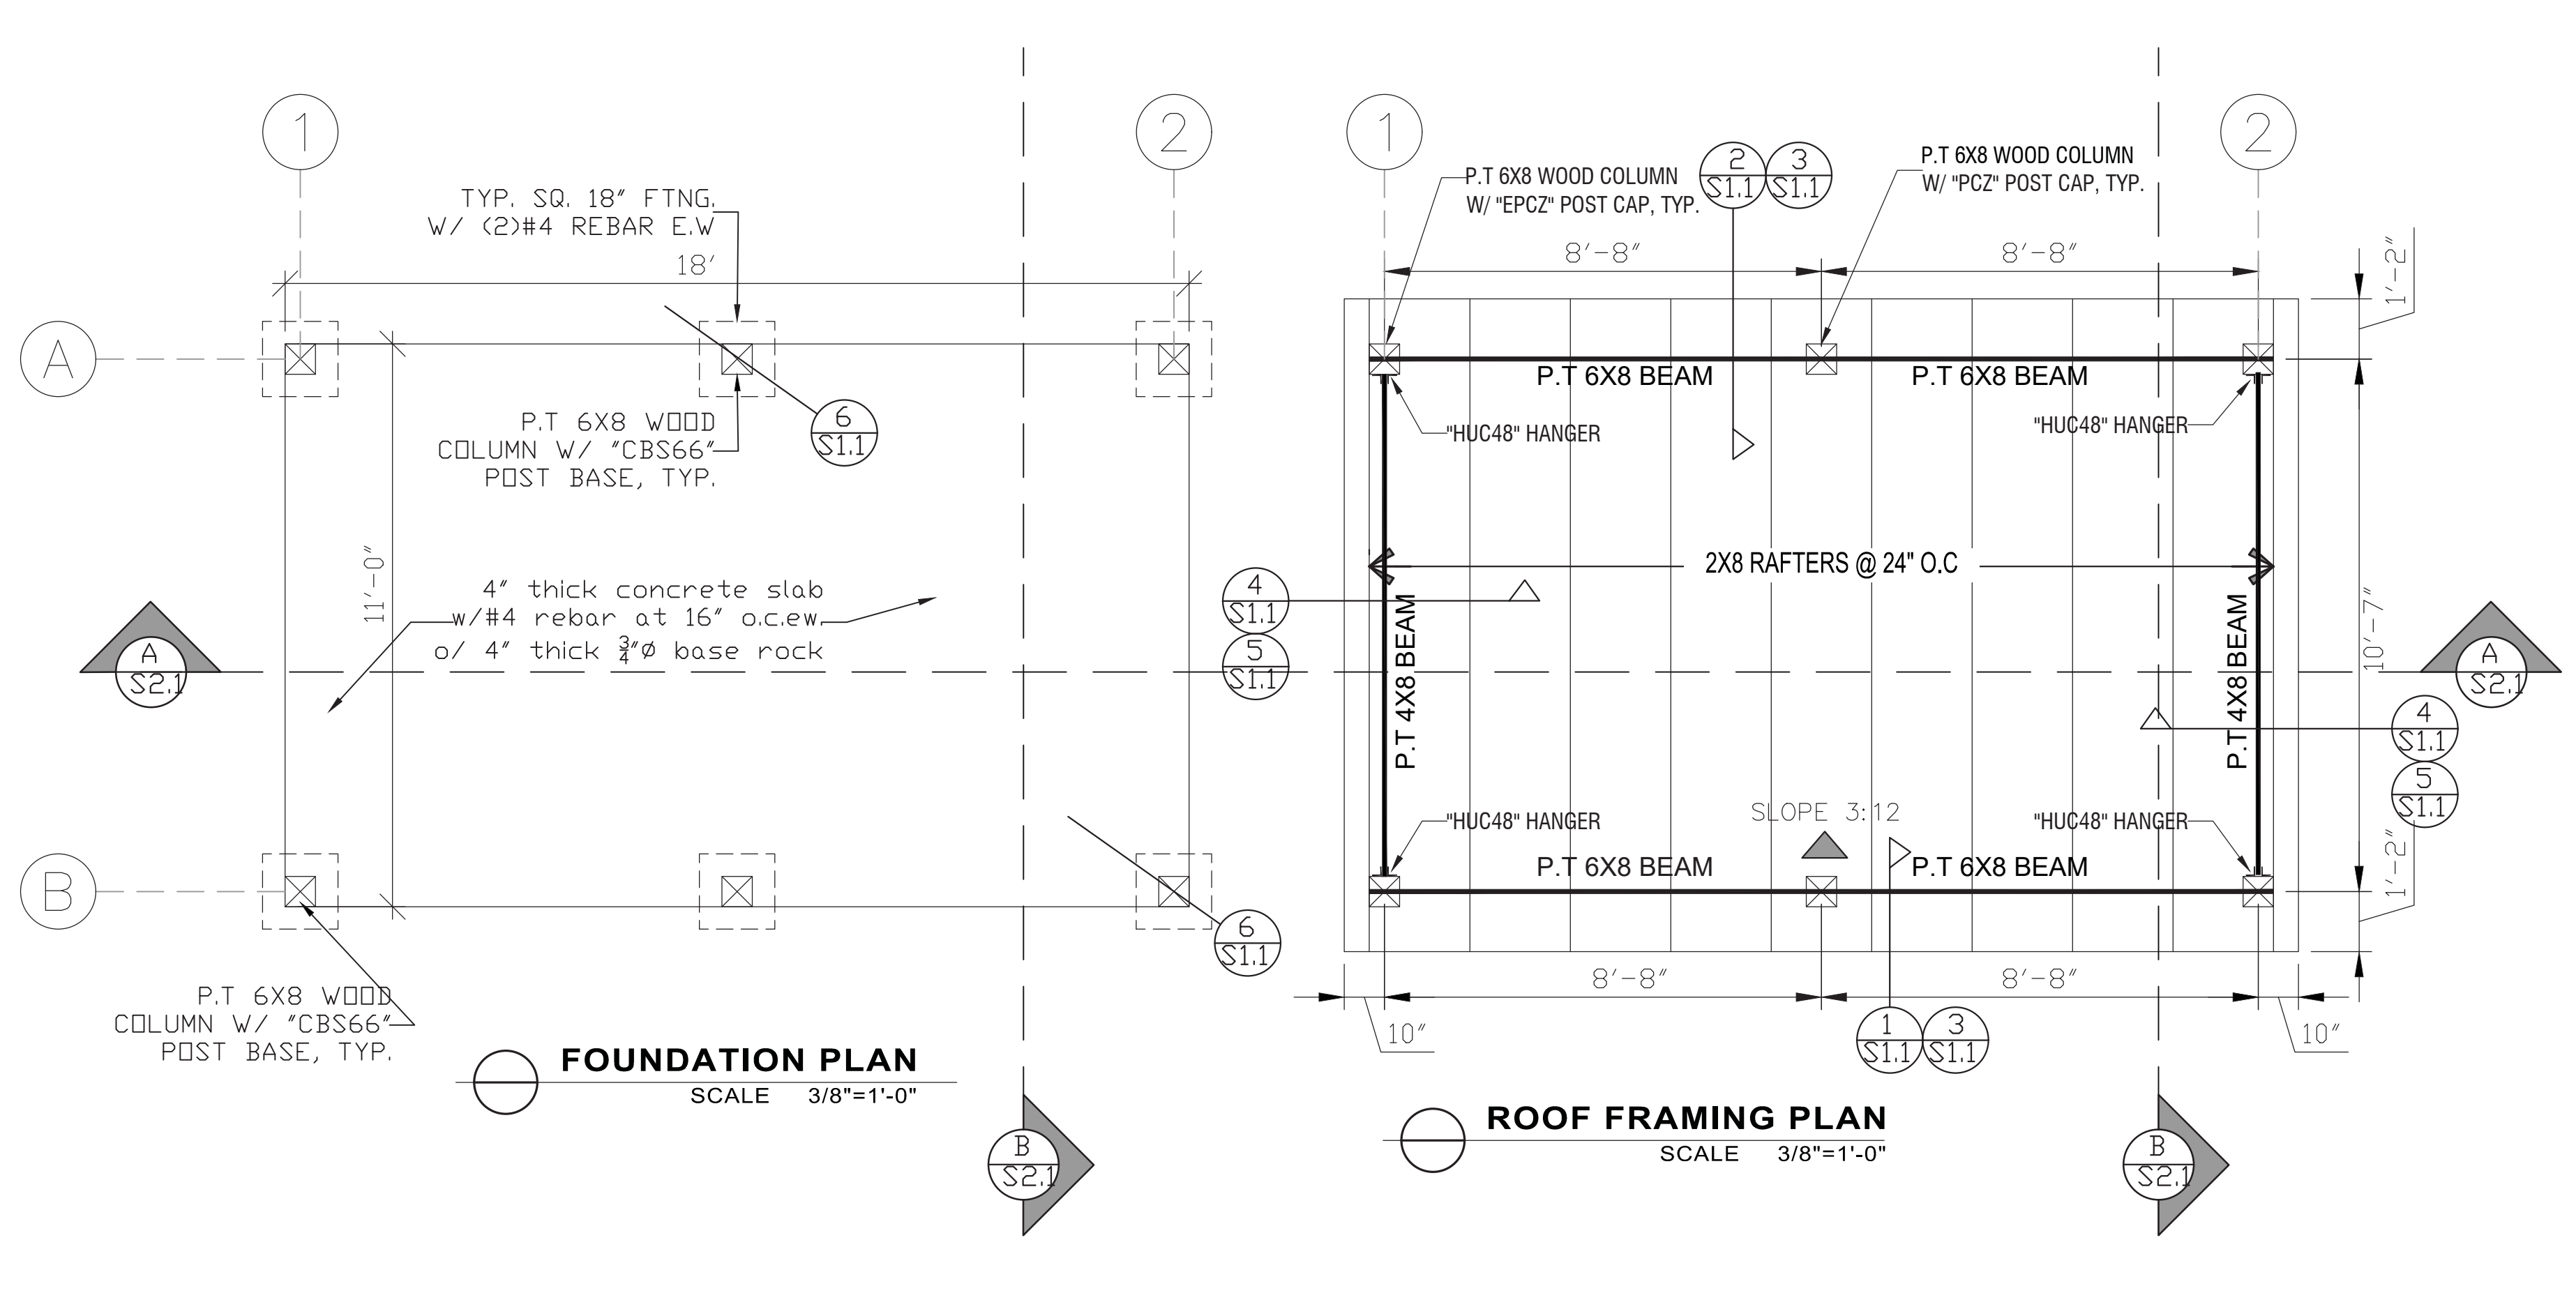 1
2
TYP. SQ. 18" FTNG.
W/ (2)#4 REBAR E.W
18'
A
P.T 6X8 WOOD
COLUMN W/ "CBS66"
POST BASE, TYP.
6
S1.1
11'-0"
4" thick concrete slab
w/#4 rebar at 16" o.c.ew.
o/ 4" thick ¾"Ø base rock
A
S2.1
B
6
S1.1
P.T 6X8 WOOD
COLUMN W/ "CBS66"
POST BASE, TYP.
FOUNDATION PLAN
SCALE 3/8"=1'-0"
B
S2.1
1
2
P.T 6X8 WOOD COLUMN
W/ "EPCZ" POST CAP, TYP.
2
S1.1
3
S1.1
P.T 6X8 WOOD COLUMN
W/ "PCZ" POST CAP, TYP.
8'-8"
8'-8"
1'-2"
P.T 6X8 BEAM
P.T 6X8 BEAM
"HUC48" HANGER
"HUC48" HANGER
2X8 RAFTERS @ 24" O.C
4
S1.1
5
S1.1
P.T 4X8 BEAM
P.T 4X8 BEAM
10'-7"
A
S2.1
4
S1.1
5
S1.1
SLOPE 3:12
"HUC48" HANGER
"HUC48" HANGER
P.T 6X8 BEAM
P.T 6X8 BEAM
1'-2"
8'-8"
8'-8"
10"
10"
1
S1.1
3
S1.1
ROOF FRAMING PLAN
SCALE 3/8"=1'-0"
B
S2.1